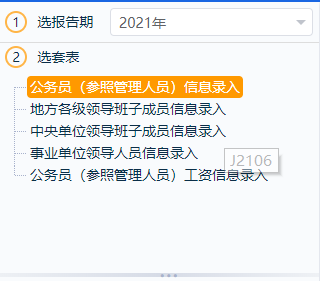 1 选报告期 2021年
2 选套表
公务员（参照管理人员）信息录入
地方各级领导班子成员信息录入
中央单位领导班子成员信息录入
事业单位领导人员信息录入
J2106
公务员（参照管理人员）工资信息录入